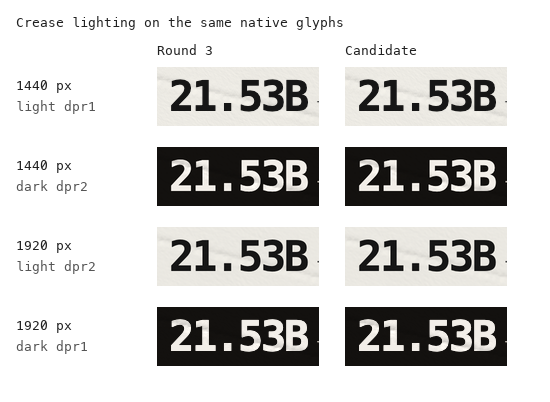 Crease lighting on the same native glyphs
Round 3 Candidate
1440 px
light dpr1
21.53B 21.53B
1440 px
dark dpr2
21.53B 21.53B
1920 px
light dpr2
21.53B 21.53B
1920 px
dark dpr1
21.53B 21.53B